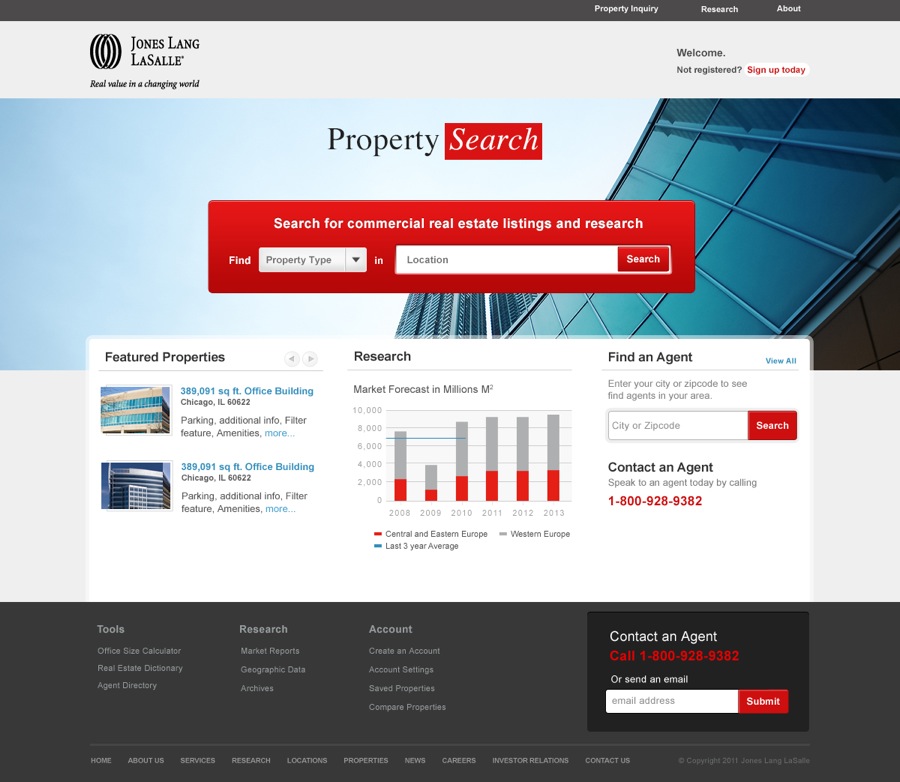 Property Inquiry Research About
JONES LANG
LASALLE®
Real value in a changing world
Welcome.
Not registered? Sign up today
Property Search
Search for commercial real estate listings and research
Find Property Type in Location Search
Featured Properties
389,091 sq ft. Office Building
Chicago, IL 60622
Parking, additional info, Filter
feature, Amenities, more...
389,091 sq ft. Office Building
Chicago, IL 60622
Parking, additional info, Filter
feature, Amenities, more...
Research
Market Forecast in Millions M²
10,000
8,000
6,000
4,000
2,000
0
2008 2009 2010 2011 2012 2013
Central and Eastern Europe Western Europe
Last 3 year Average
Find an Agent View All
Enter your city or zipcode to see
find agents in your area.
City or Zipcode Search
Contact an Agent
Speak to an agent today by calling
1-800-928-9382
Tools
Office Size Calculator
Real Estate Dictionary
Agent Directory
Research
Market Reports
Geographic Data
Archives
Account
Create an Account
Account Settings
Saved Properties
Compare Properties
Contact an Agent
Call 1-800-928-9382
Or send an email
email address Submit
HOME ABOUT US SERVICES RESEARCH LOCATIONS PROPERTIES NEWS CAREERS INVESTOR RELATIONS CONTACT US
© Copyright 2011 Jones Lang LaSalle